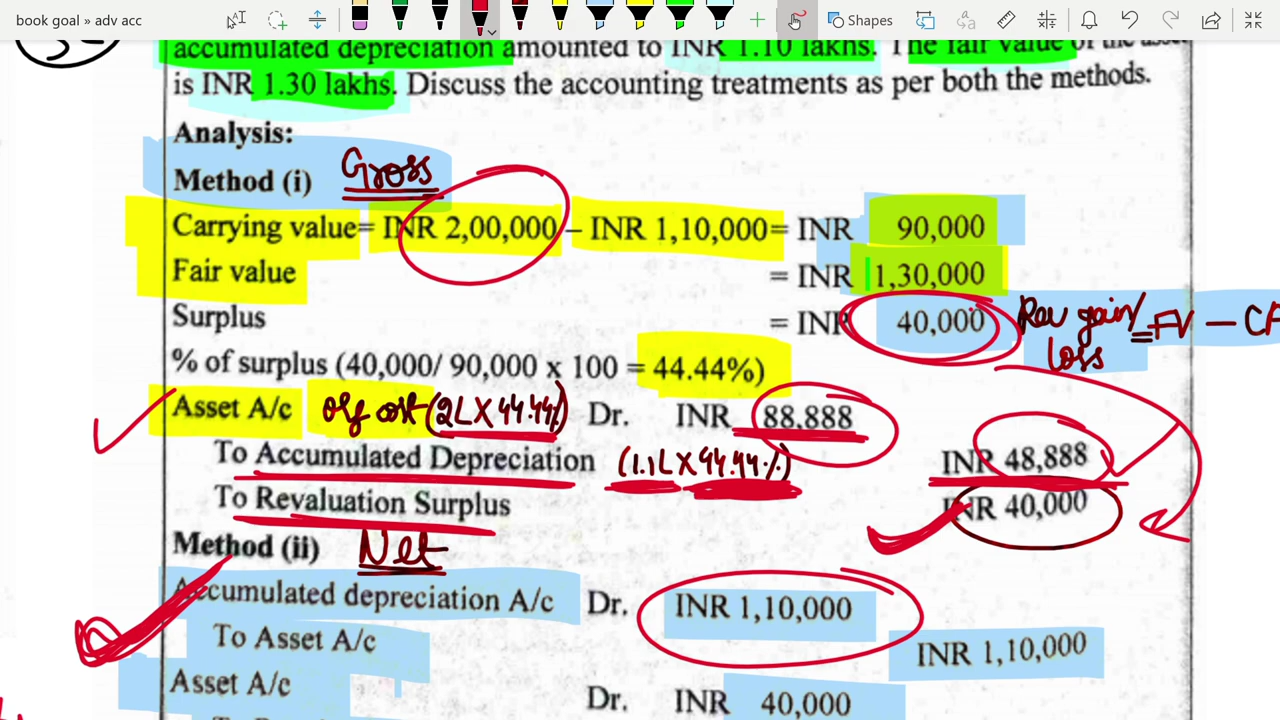 book goal » adv acc
Shapes
accumulated depreciation amounted to INR 1.10 lakhs. The fair value of the asset
is INR 1.30 lakhs. Discuss the accounting treatments as per both the methods.
Analysis:
Method (i) Gross
Carrying value= INR 2,00,000 – INR 1,10,000= INR 90,000
Fair value = INR 1,30,000
Surplus = INR 40,000 Rev gain/ = FV – CA
loss
% of surplus (40,000/ 90,000 x 100 = 44.44%)
Asset A/c Dr. INR 88,888
(2L X 44.44%)
To Accumulated Depreciation (1.1L X 44.44%) INR 48,888
To Revaluation Surplus INR 40,000
Method (ii) Net
Accumulated depreciation A/c Dr. INR 1,10,000
To Asset A/c INR 1,10,000
Asset A/c Dr. INR 40,000